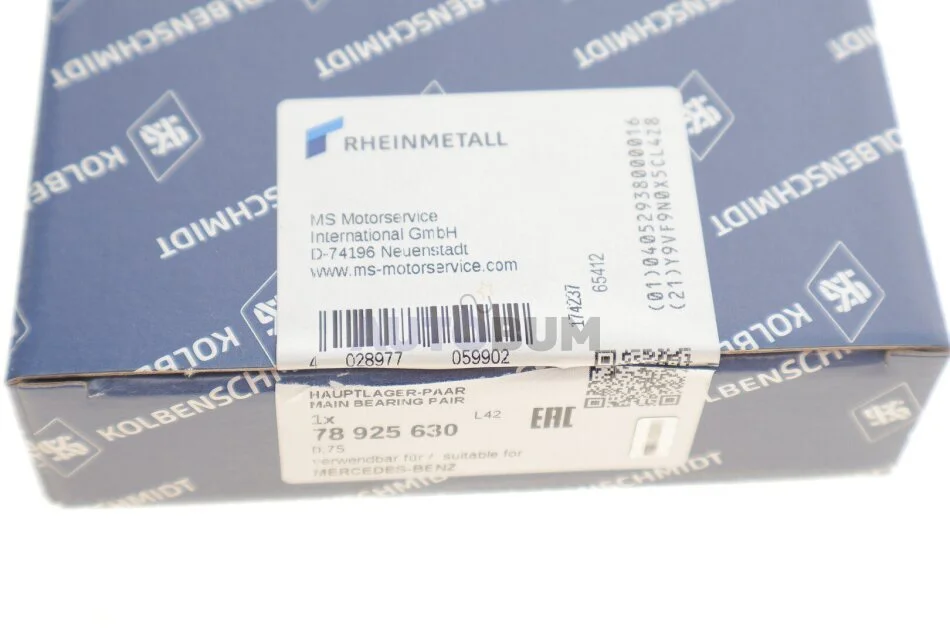 KOLBENSCHMIDT
KOLBENSCHMIDT
KOLBENSCHMIDT
KOLBENSCHMIDT
RHEINMETALL
MS Motorservice
International GmbH
D-74196 Neuenstadt
www.ms-motorservice.com
174237
65412
(01)04052938000016
(21)Y9VF9N0X5CL428
AUTOBUM
4 028977 059902
HAUPTLAGER-PAAR
MAIN BEARING PAIR
1x
L42
EAC
78 925 630
0,75
verwendbar für / suitable for
MERCEDES-BENZ
KOLBENSCHMIDT